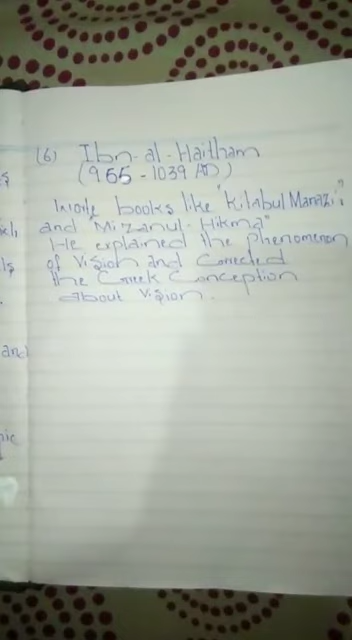 (6) Ibn-al-Haitham
(965 - 1039 AD)
Wrote books like "Kitabul Manazir"
and Mizanul-Hikma"
He explained the Phenomenon
of Vision and Corrected
the Greek Conception
about Vision.
and